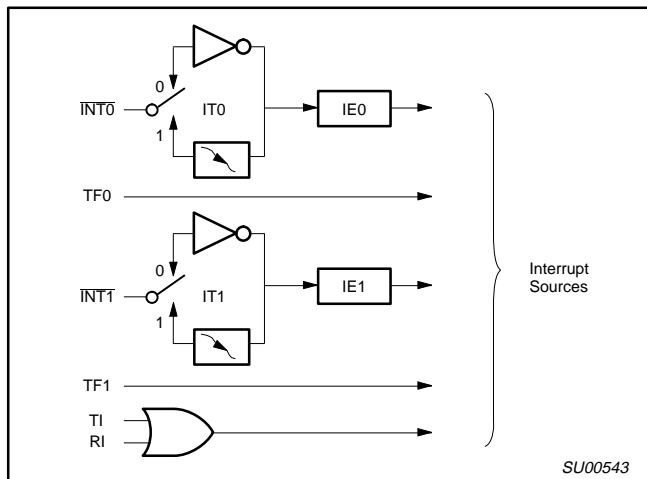 0
INT0 IT0 IE0
1
TF0
0
INT1 IT1 IE1
1
Interrupt
Sources
TF1
TI
RI
SU00543